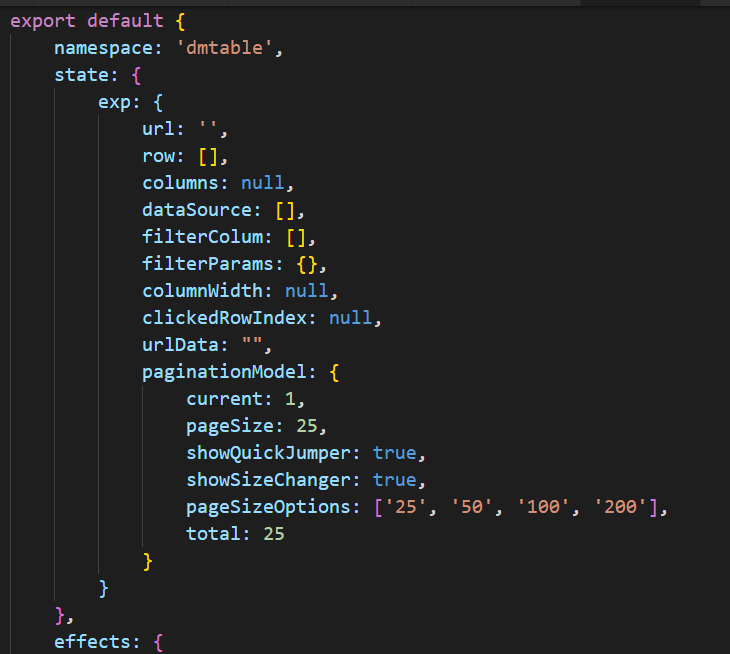 export default {
    namespace: 'dmtable',
    state: {
        exp: {
            url: '',
            row: [],
            columns: null,
            dataSource: [],
            filterColum: [],
            filterParams: {},
            columnWidth: null,
            clickedRowIndex: null,
            urlData: "",
            paginationModel: {
                current: 1,
                pageSize: 25,
                showQuickJumper: true,
                showSizeChanger: true,
                pageSizeOptions: ['25', '50', '100', '200'],
                total: 25
            }
        }
    },
    effects: {